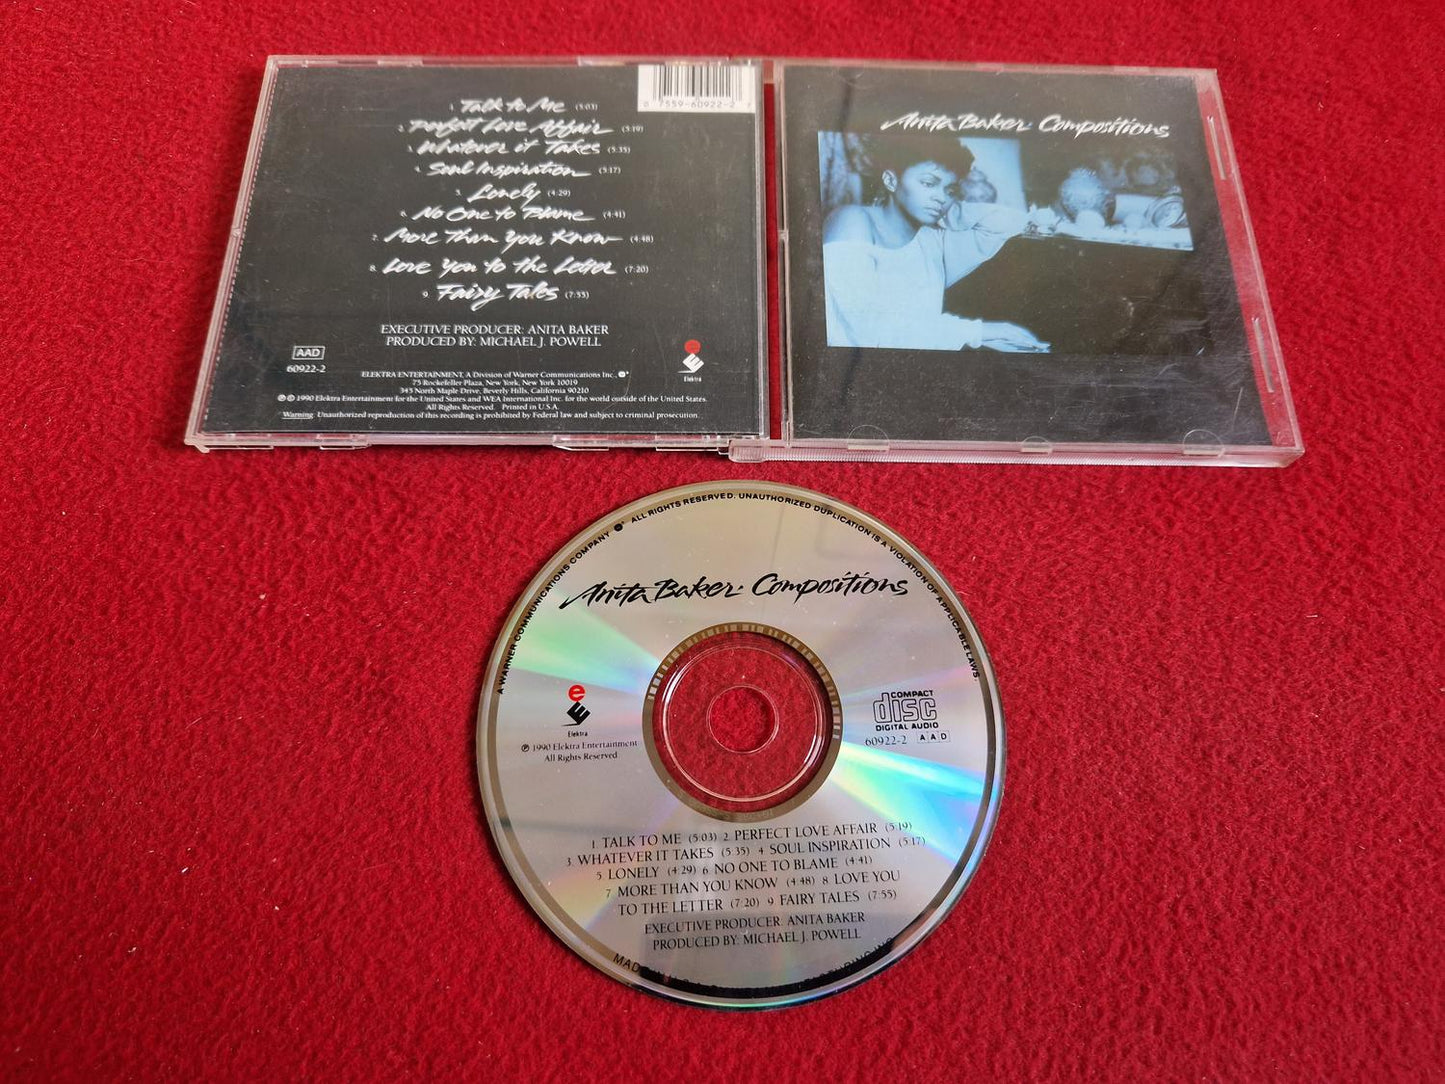 1. Talk to Me (5:03)
2. Perfect Love Affair (5:19)
3. Whatever it Takes (5:35)
4. Soul Inspiration (5:17)
5. Lonely (4:29)
6. No One to Blame (4:41)
7. More Than You Know (4:48)
8. Love You to the Letter (7:20)
9. Fairy Tales (7:55)
EXECUTIVE PRODUCER: ANITA BAKER
PRODUCED BY: MICHAEL J. POWELL
AAD
60922-2
ELEKTRA ENTERTAINMENT, A Division of Warner Communications Inc.,
75 Rockefeller Plaza, New York, New York 10019
345 North Maple Drive, Beverly Hills, California 90210
℗ © 1990 Elektra Entertainment for the United States and WEA International Inc. for the world outside of the United States.
All Rights Reserved. Printed in U.S.A.
Warning: Unauthorized reproduction of this recording is prohibited by Federal law and subject to criminal prosecution.
Elektra
0 7559-60922-2 7
Anita Baker: Compositions
A WARNER COMMUNICATIONS COMPANY ALL RIGHTS RESERVED. UNAUTHORIZED DUPLICATION IS A VIOLATION OF APPLICABLE LAWS.
Anita Baker: Compositions
e
Elektra
℗ 1990 Elektra Entertainment
All Rights Reserved
COMPACT
disc
DIGITAL AUDIO
60922-2 AAD
1 TALK TO ME (5:03) 2 PERFECT LOVE AFFAIR (5:19)
3 WHATEVER IT TAKES (5:35) 4 SOUL INSPIRATION (5:17)
5 LONELY (4:29) 6 NO ONE TO BLAME (4:41)
7 MORE THAN YOU KNOW (4:48) 8 LOVE YOU
TO THE LETTER (7:20) 9 FAIRY TALES (7:55)
EXECUTIVE PRODUCER: ANITA BAKER
PRODUCED BY: MICHAEL J. POWELL